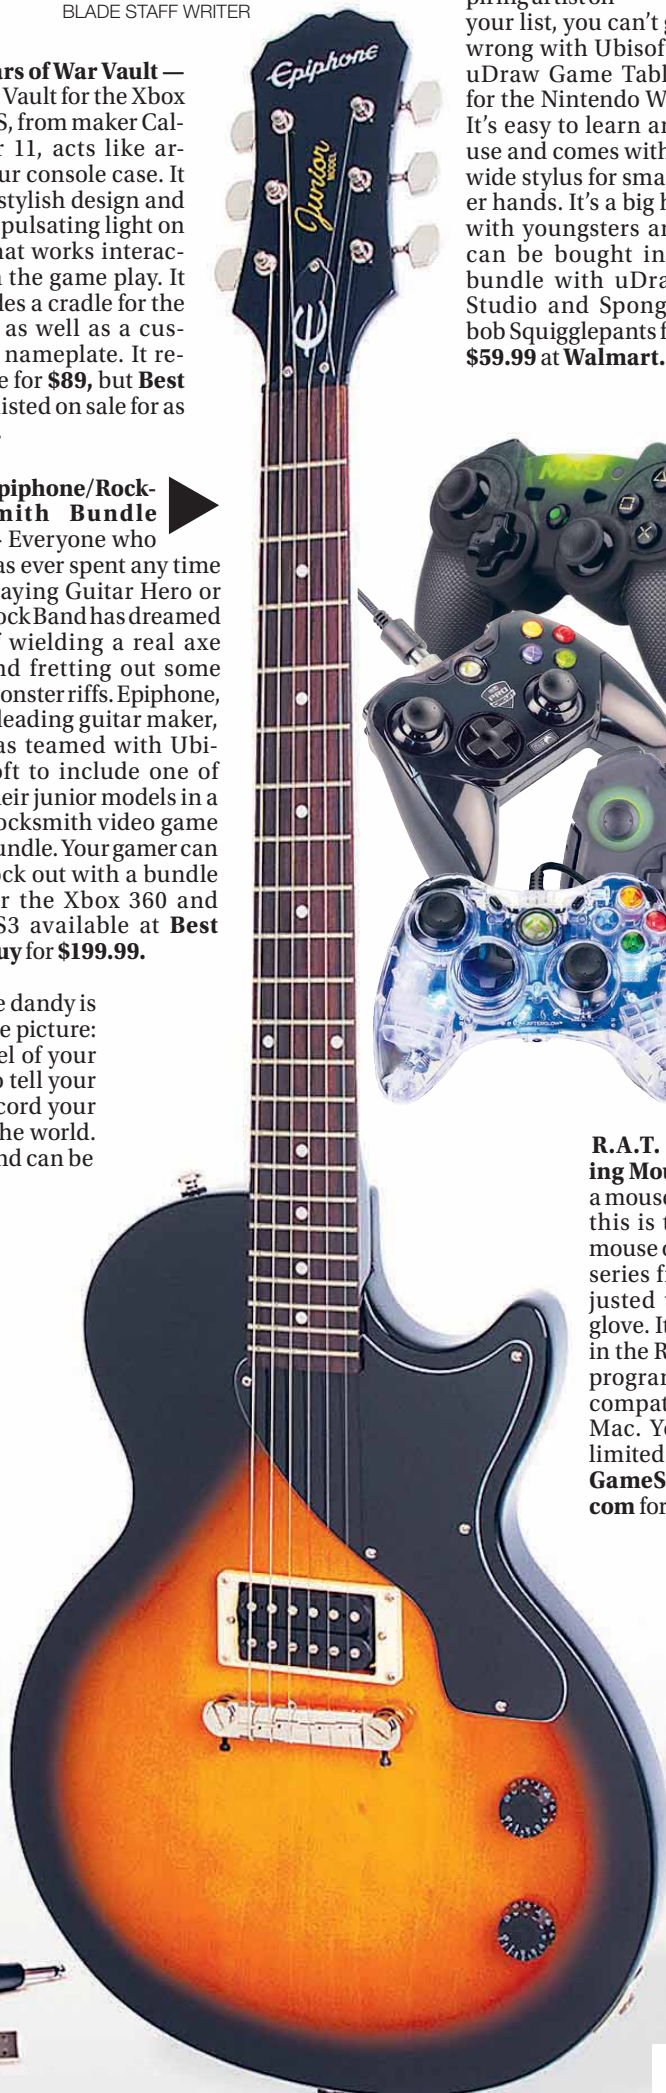 BLADE STAFF WRITER
rs of War Vault —
Vault for the Xbox
S, from maker Cal-
r 11, acts like ar-
ur console case. It
stylish design and
pulsating light on
hat works interac-
n the game play. It
les a cradle for the
as well as a cus-
nameplate. It re-
e for $89, but Best
listed on sale for as
piphone/Rock-
mith Bundle
Everyone who
as ever spent any time
aying Guitar Hero or
ock Band has dreamed
f wielding a real axe
nd fretting out some
onster riffs. Epiphone,
leading guitar maker,
as teamed with Ubi-
oft to include one of
eir junior models in a
ocksmith video game
undle. Your gamer can
ock out with a bundle
r the Xbox 360 and
S3 available at Best
uy for $199.99.
e dandy is
e picture:
el of your
o tell your
cord your
he world.
nd can be
Epiphone
Junior
MODEL
your list, you can't g
wrong with Ubisof
uDraw Game Tabl
for the Nintendo W
It's easy to learn an
use and comes with
wide stylus for sma
er hands. It's a big h
with youngsters an
can be bought in
bundle with uDra
Studio and Spong
bob Squigglepants f
$59.99 at Walmart.
PRO
AFTERGLOW
R.A.T.
ing Mou
a mouse
this is t
mouse o
series f
justed
glove. It
in the R
program
compat
Mac. Yo
limited
GameS
com for